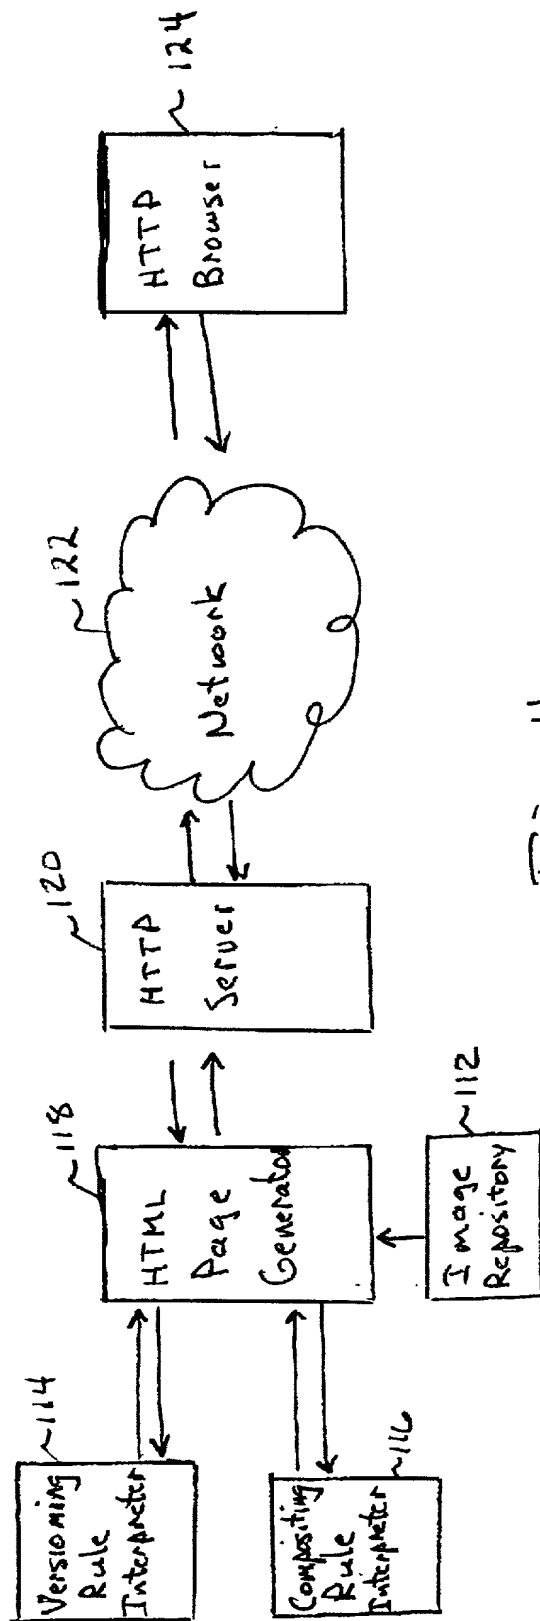 114
Versioning
Rule
Interpreter
Compositing
Rule
Interpreter
116
118
HTML
Page
Generator
112
Image
Repository
120
HTTP
Server
122
Network
124
HTTP
Browser